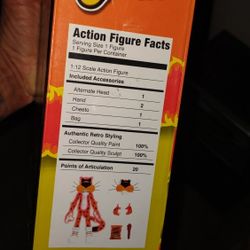 Action Figure Facts
Serving Size 1 Figure
1 Figure Per Container
1:12 Scale Action Figure
Included Accessories
Alternate Head 1
Hand 2
Cheeto 1
Bag 1
Authentic Retro Styling
Collector Quality Paint 100%
Collector Quality Sculpt 100%
Points of Articulation 20